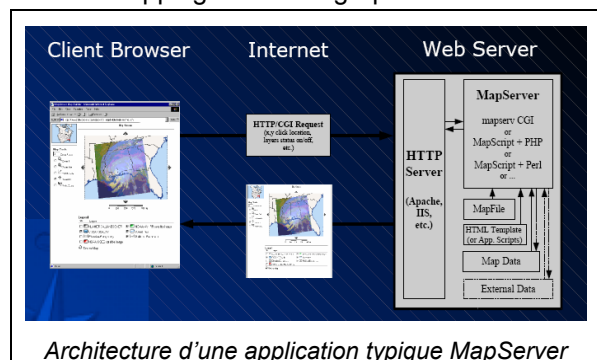 Client Browser
Internet
Web Server
HTTP/CGI Request
(x,y click location,
layers status on/off,
etc.)
HTTP
Server
(Apache,
IIS,
etc.)
MapServer
mapserv CGI
or
MapScript + PHP
or
MapScript + Perl
or ...
MapFile
HTML Template
(or App. Scripts)
Map Data
External Data
Architecture d'une application typique MapServer